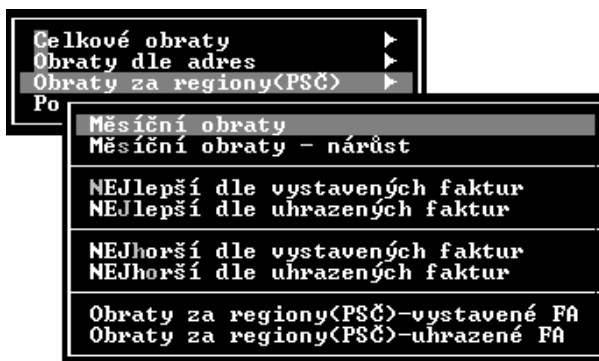 Celkové obraty
Obraty dle adres
Obraty za regiony(PSČ)
Po
Měsíční obraty
Měsíční obraty - nárůst
NEJlepší dle vystavených faktur
NEJlepší dle uhrazených faktur
NEJhorší dle vystavených faktur
NEJhorší dle uhrazených faktur
Obraty za regiony(PSČ)-vystavené FA
Obraty za regiony(PSČ)-uhrazené FA